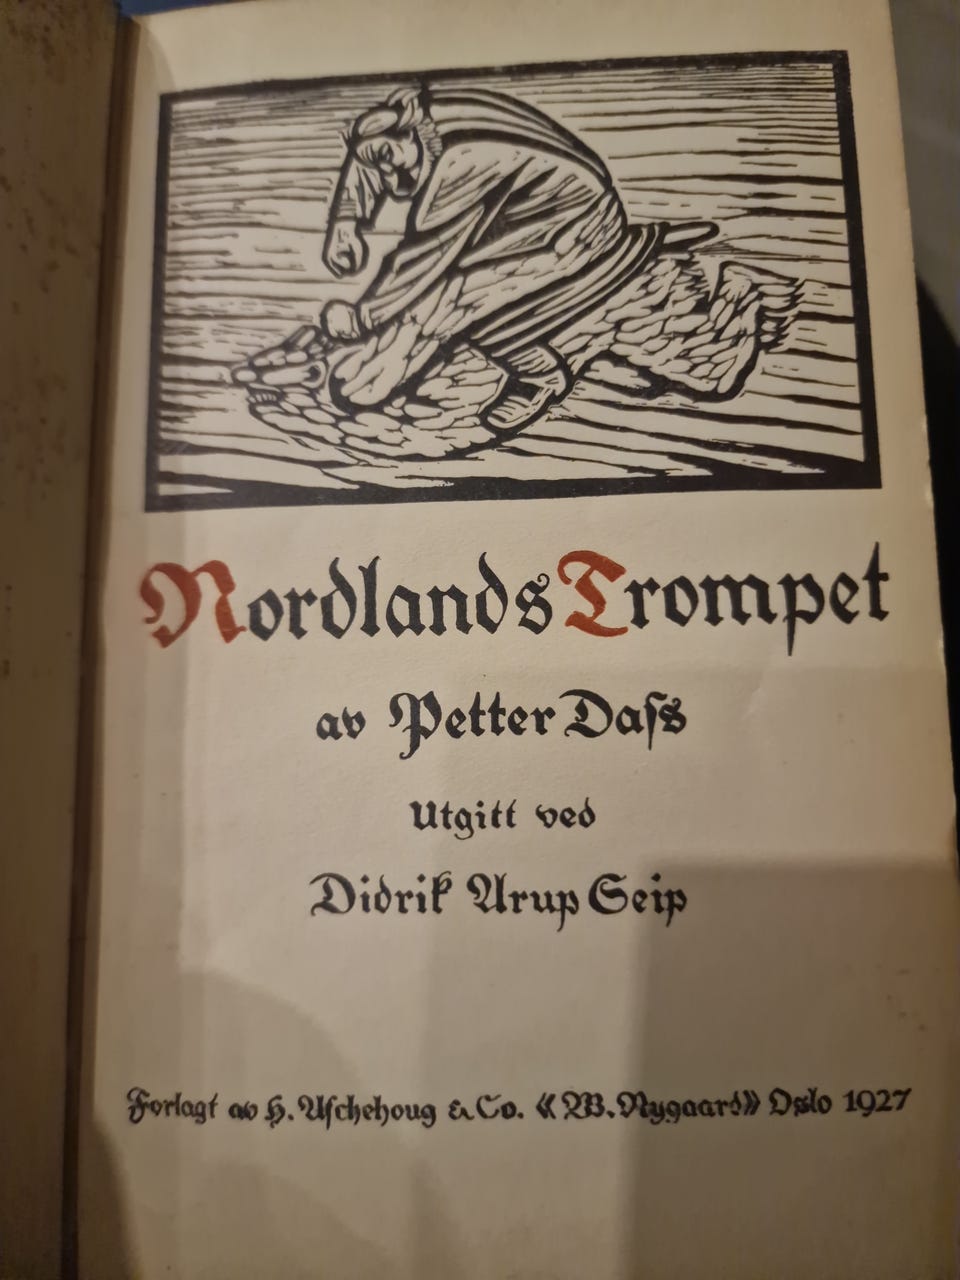 Nordlands Trompet
av Petter Daſs
Utgitt ved
Didrik Arup Seip
Forlagt av H. Aſchehoug & Co. «W. Nygaard» Oslo 1927